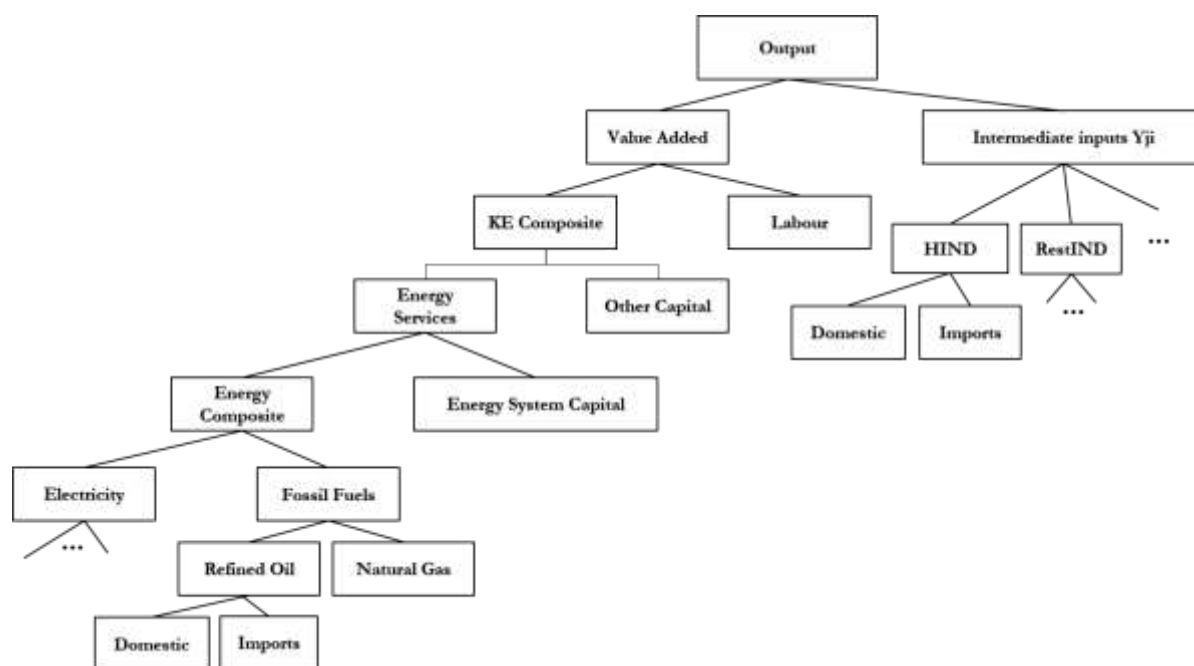 Output
Value Added
Intermediate inputs Yji
KE Composite
Labour
HIND
RestIND
...
Energy
Services
Other Capital
Domestic
Imports
...
Energy
Composite
Energy System Capital
Electricity
Fossil Fuels
...
Refined Oil
Natural Gas
Domestic
Imports